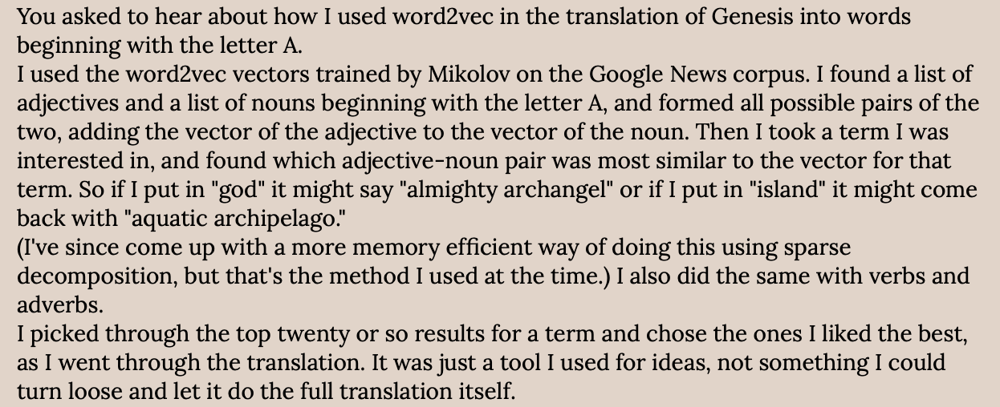 You asked to hear about how I used word2vec in the translation of Genesis into words
beginning with the letter A.
I used the word2vec vectors trained by Mikolov on the Google News corpus. I found a list of
adjectives and a list of nouns beginning with the letter A, and formed all possible pairs of the
two, adding the vector of the adjective to the vector of the noun. Then I took a term I was
interested in, and found which adjective-noun pair was most similar to the vector for that
term. So if I put in "god" it might say "almighty archangel" or if I put in "island" it might come
back with "aquatic archipelago."
(I've since come up with a more memory efficient way of doing this using sparse
decomposition, but that's the method I used at the time.) I also did the same with verbs and
adverbs.
I picked through the top twenty or so results for a term and chose the ones I liked the best,
as I went through the translation. It was just a tool I used for ideas, not something I could
turn loose and let it do the full translation itself.